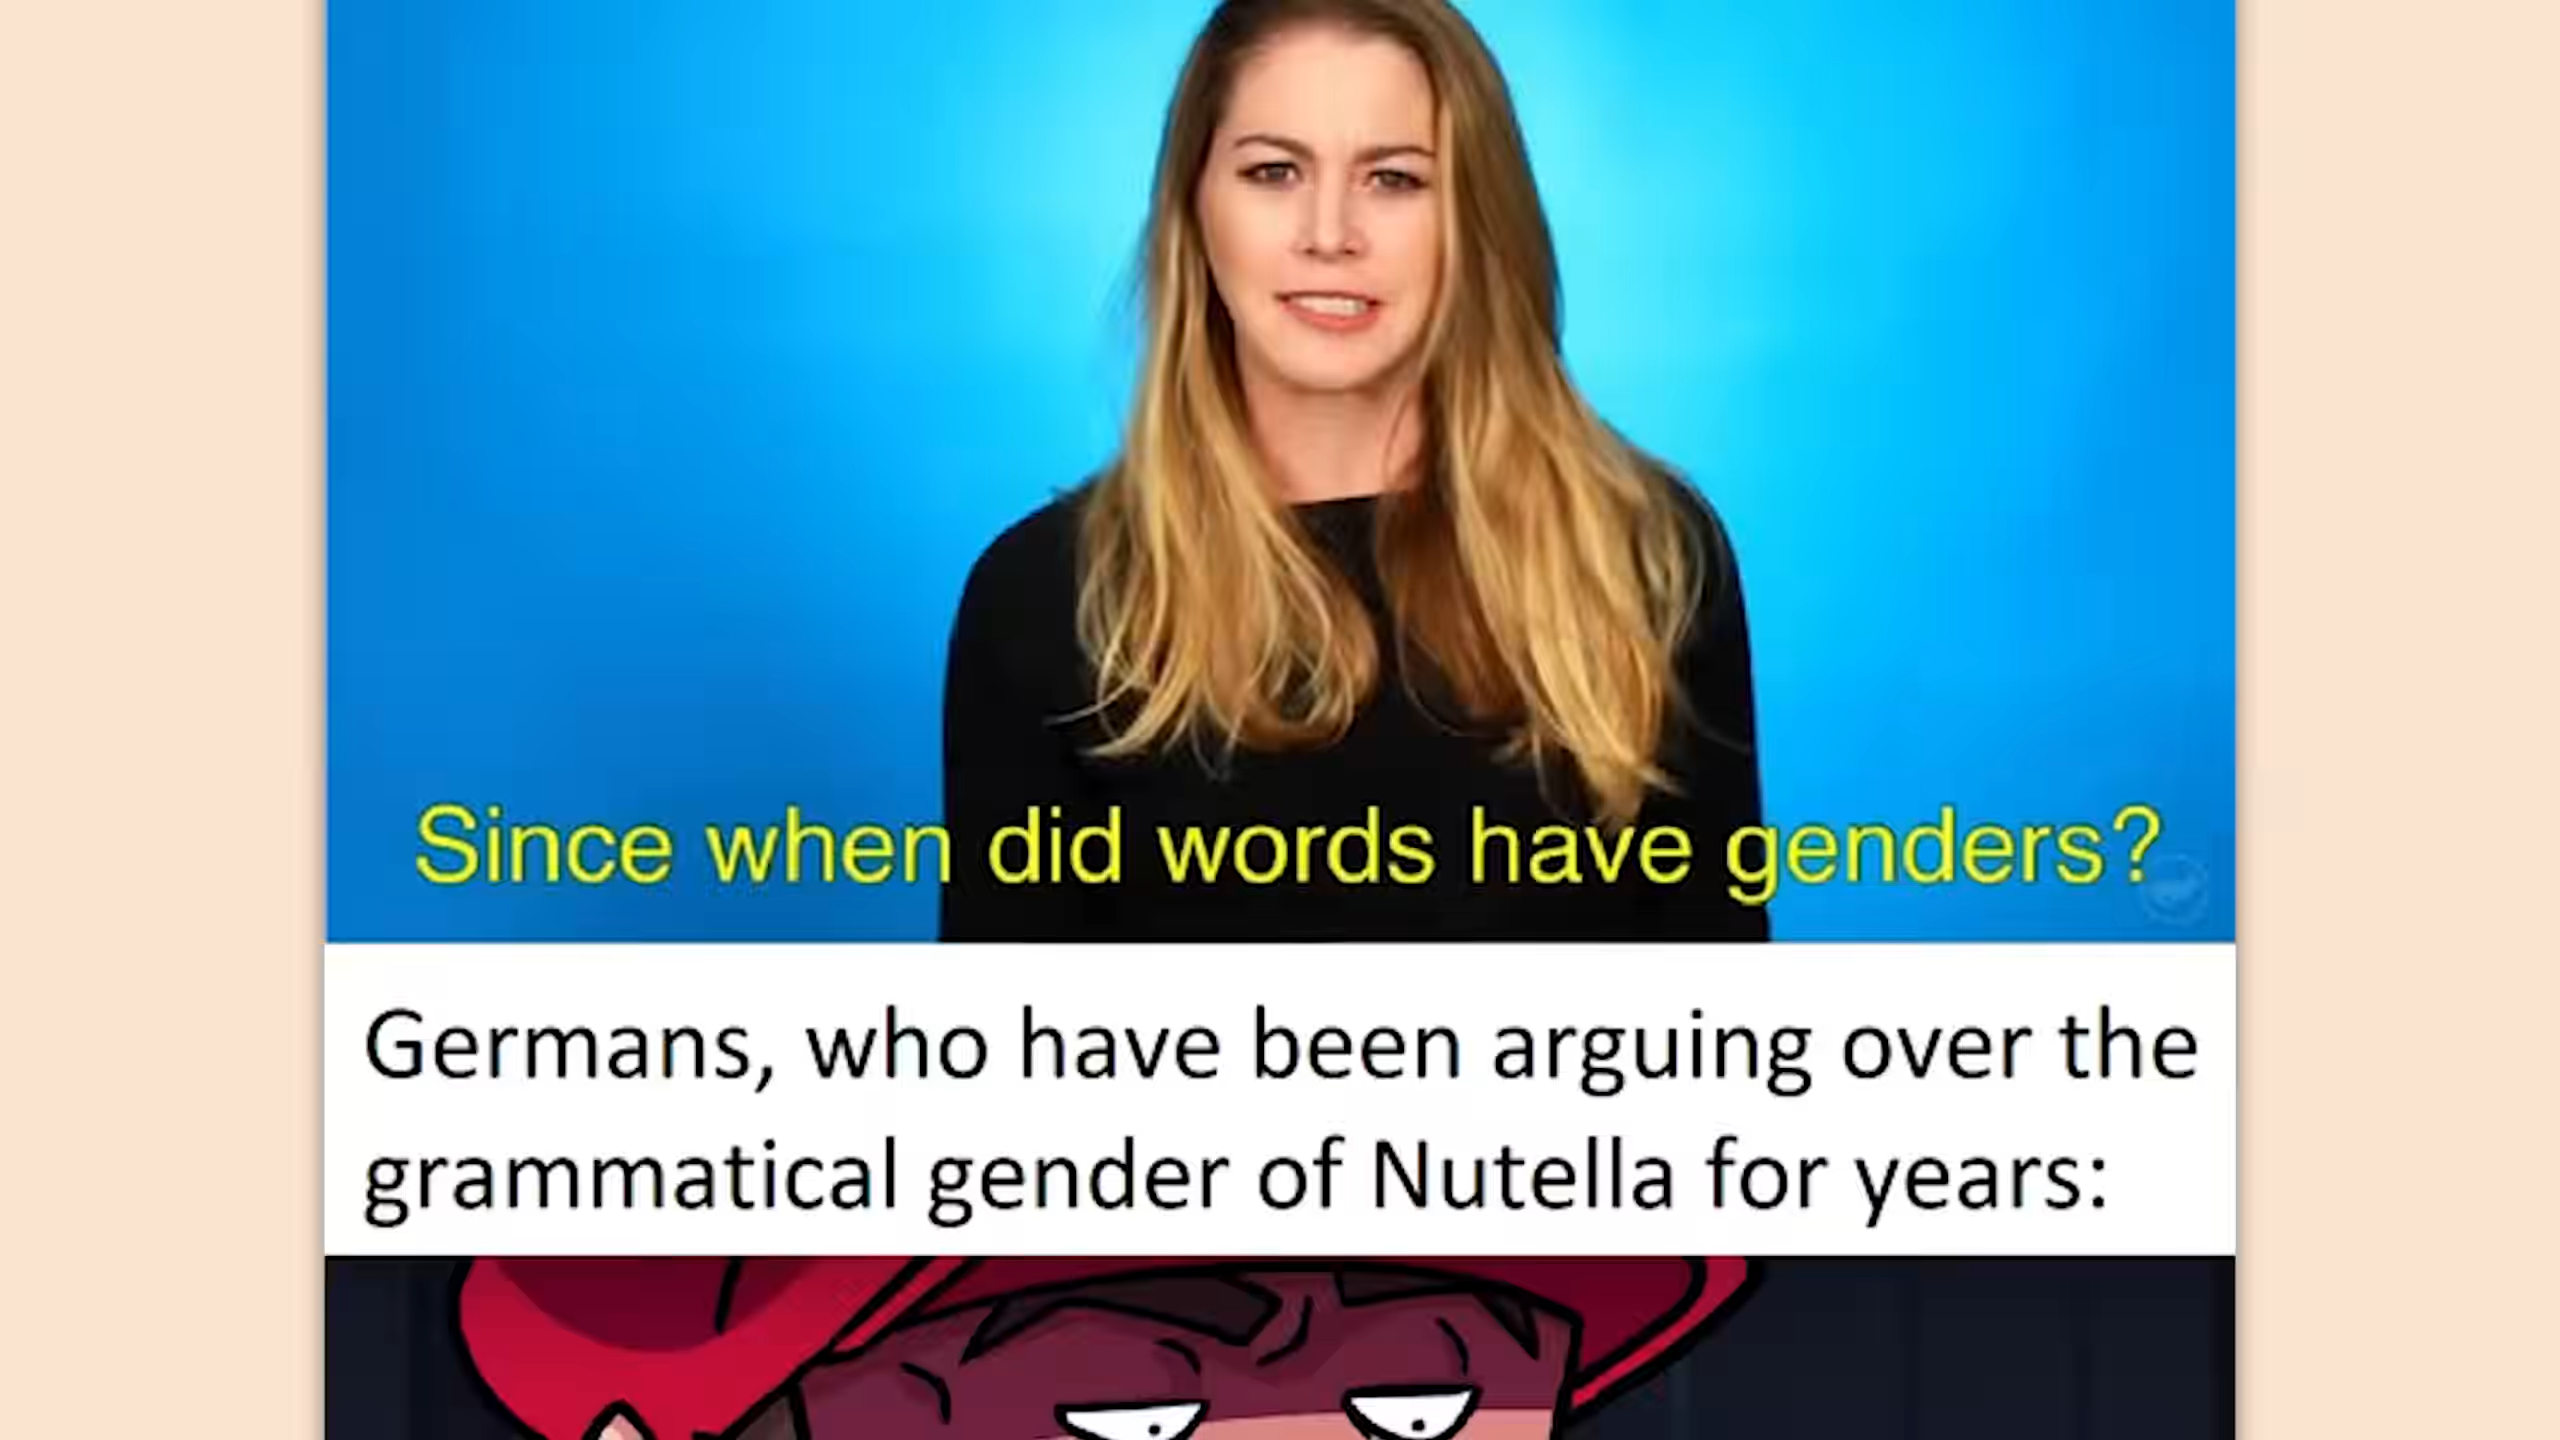 Since when did words have genders?
Germans, who have been arguing over the
grammatical gender of Nutella for years: